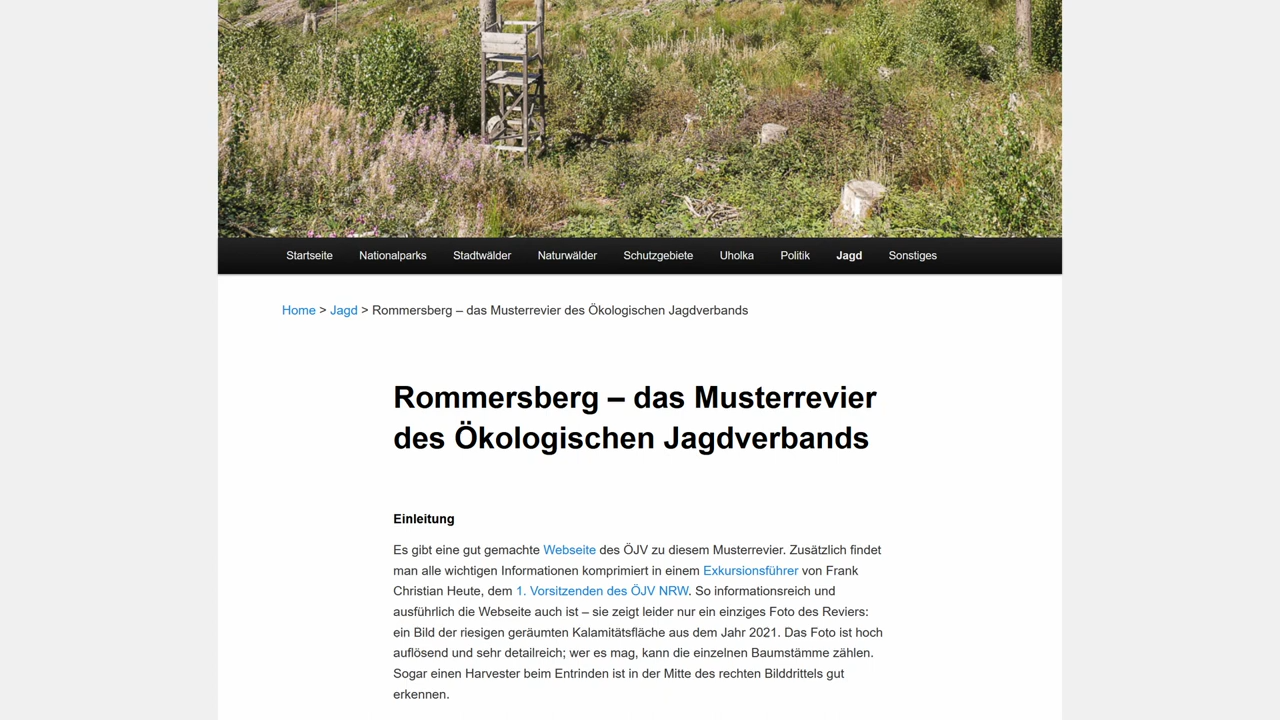 Startseite Nationalparks Stadtwälder Naturwälder Schutzgebiete Uholka Politik Jagd Sonstiges
Home > Jagd > Rommersberg – das Musterrevier des Ökologischen Jagdverbands
Rommersberg – das Musterrevier
des Ökologischen Jagdverbands
Einleitung
Es gibt eine gut gemachte Webseite des ÖJV zu diesem Musterrevier. Zusätzlich findet
man alle wichtigen Informationen komprimiert in einem Exkursionsführer von Frank
Christian Heute, dem 1. Vorsitzenden des ÖJV NRW. So informationsreich und
ausführlich die Webseite auch ist – sie zeigt leider nur ein einziges Foto des Reviers:
ein Bild der riesigen geräumten Kalamitätsfläche aus dem Jahr 2021. Das Foto ist hoch
auflösend und sehr detailreich; wer es mag, kann die einzelnen Baumstämme zählen.
Sogar einen Harvester beim Entrinden ist in der Mitte des rechten Bilddrittels gut
erkennen.